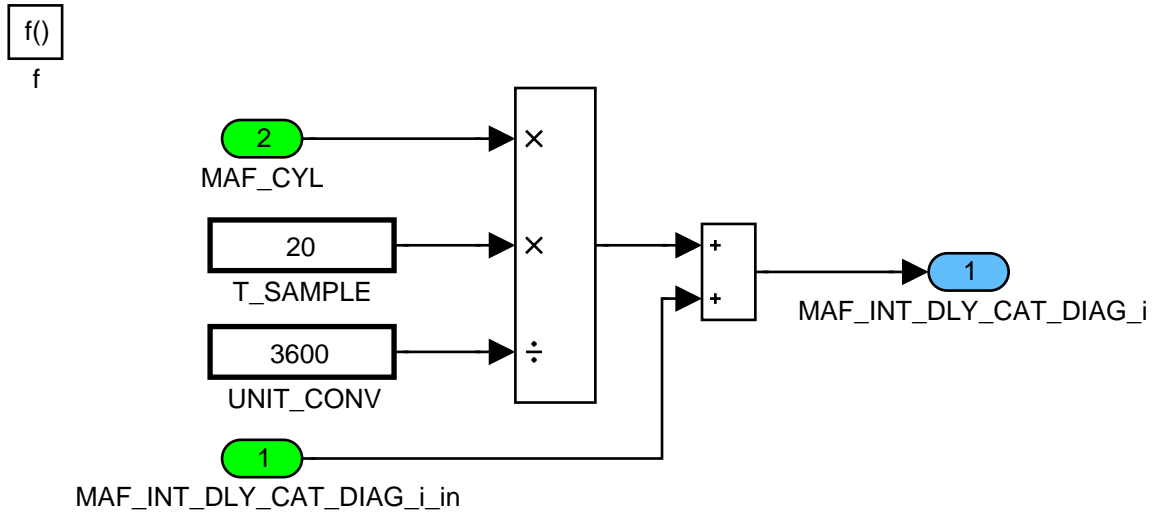 f()
f
2
×
MAF_CYL
20
×
+
T_SAMPLE
1
+
MAF_INT_DLY_CAT_DIAG_i
3600
÷
UNIT_CONV
1
MAF_INT_DLY_CAT_DIAG_i_in